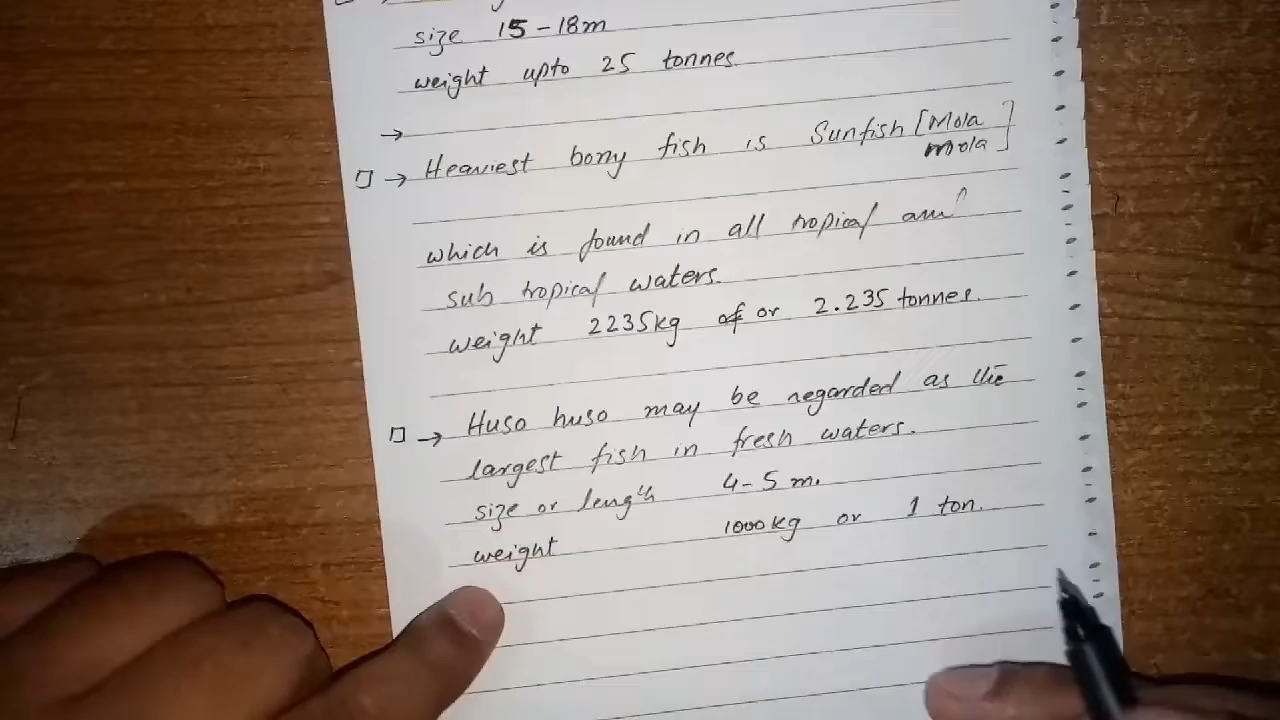 size 15-18m
weight upto 25 tonnes
→
→ Heaviest bony fish is Sunfish [Mola mola]
which is found in all tropical and
sub tropical waters.
weight 2235kg of or 2.235 tonnes.
→ Huso huso may be regarded as the
largest fish in fresh waters.
size or length 4-5 m.
weight 1000kg or 1 ton.